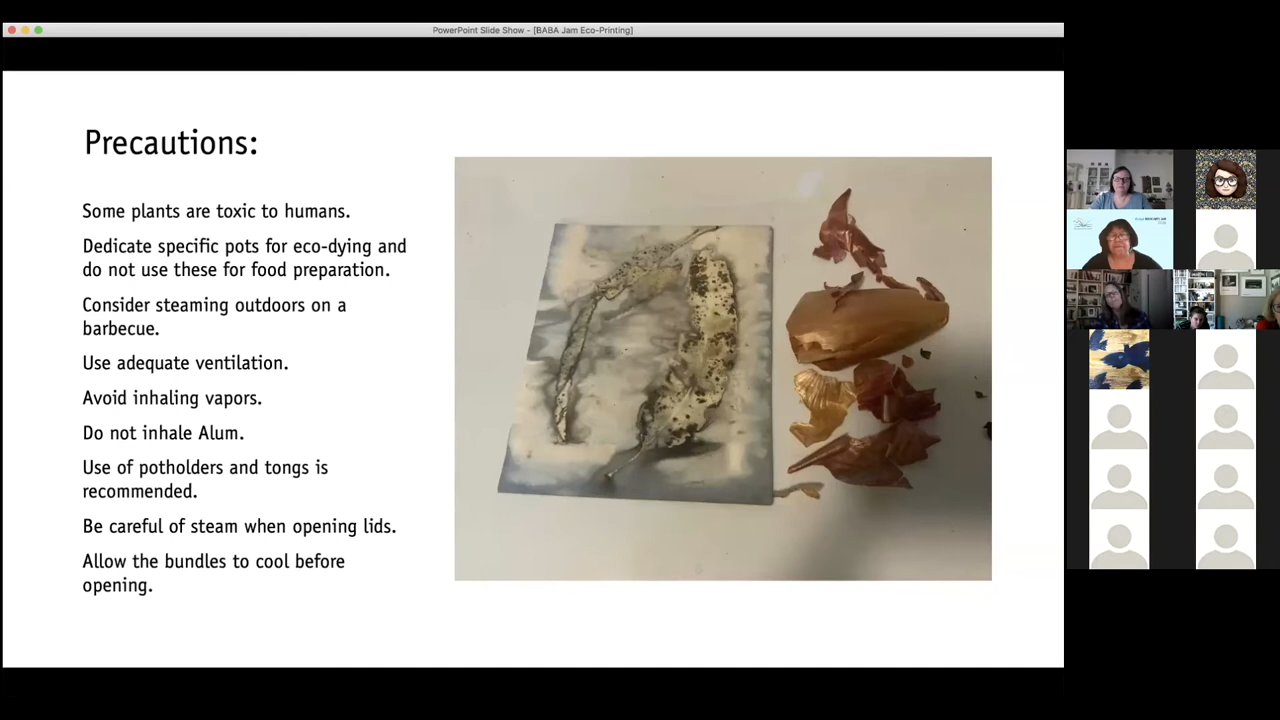 PowerPoint Slide Show - [BABA Jam Eco-Printing]
Precautions:
Some plants are toxic to humans.
Dedicate specific pots for eco-dying and
do not use these for food preparation.
Consider steaming outdoors on a
barbecue.
Use adequate ventilation.
Avoid inhaling vapors.
Do not inhale Alum.
Use of potholders and tongs is
recommended.
Be careful of steam when opening lids.
Allow the bundles to cool before
opening.